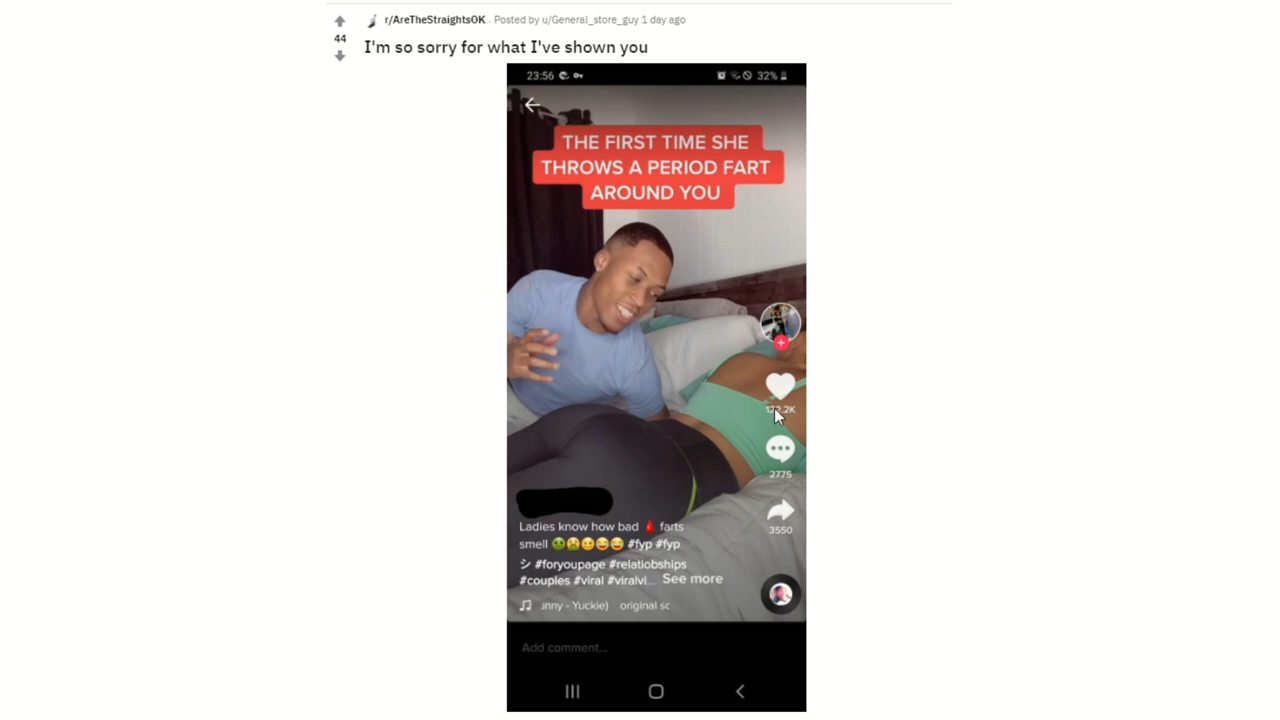 r/AreTheStraightsOK · Posted by u/General_store_guy 1 day ago
44
I'm so sorry for what I've shown you
23:56
32%
THE FIRST TIME SHE
THROWS A PERIOD FART
AROUND YOU
2775
3550
Ladies know how bad 🩸 farts
smell 🤢🤮🥴😅😂 #fyp #fyp
シ #foryoupage #relatiobships
#couples #viral #viralvi... See more
unny - Yuckie) original sc
Add comment...